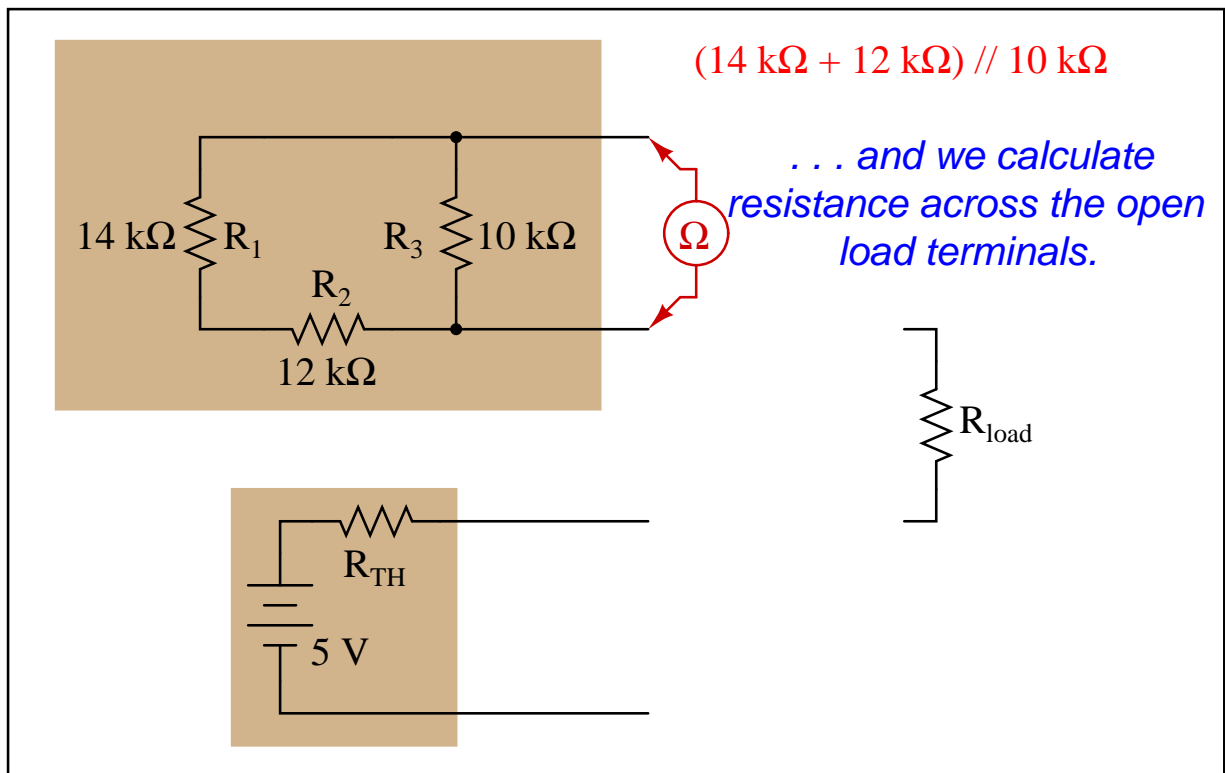 (14 kΩ + 12 kΩ) // 10 kΩ
. . . and we calculate
resistance across the open
load terminals.
14 kΩ
R1
R3
10 kΩ
Ω
R2
12 kΩ
Rload
RTH
5 V